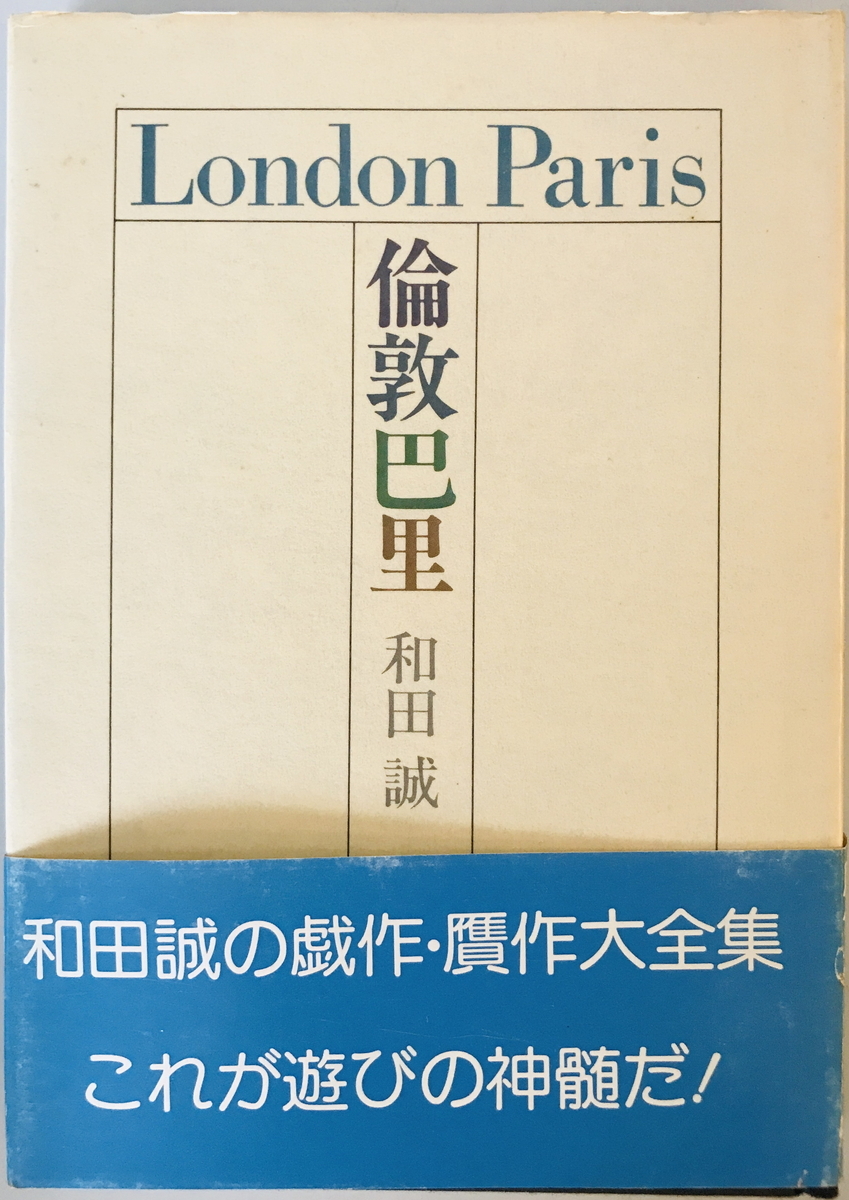 London Paris
倫敦巴里
和田 誠
和田誠の戯作・贋作大全集
これが遊びの神髄だ!